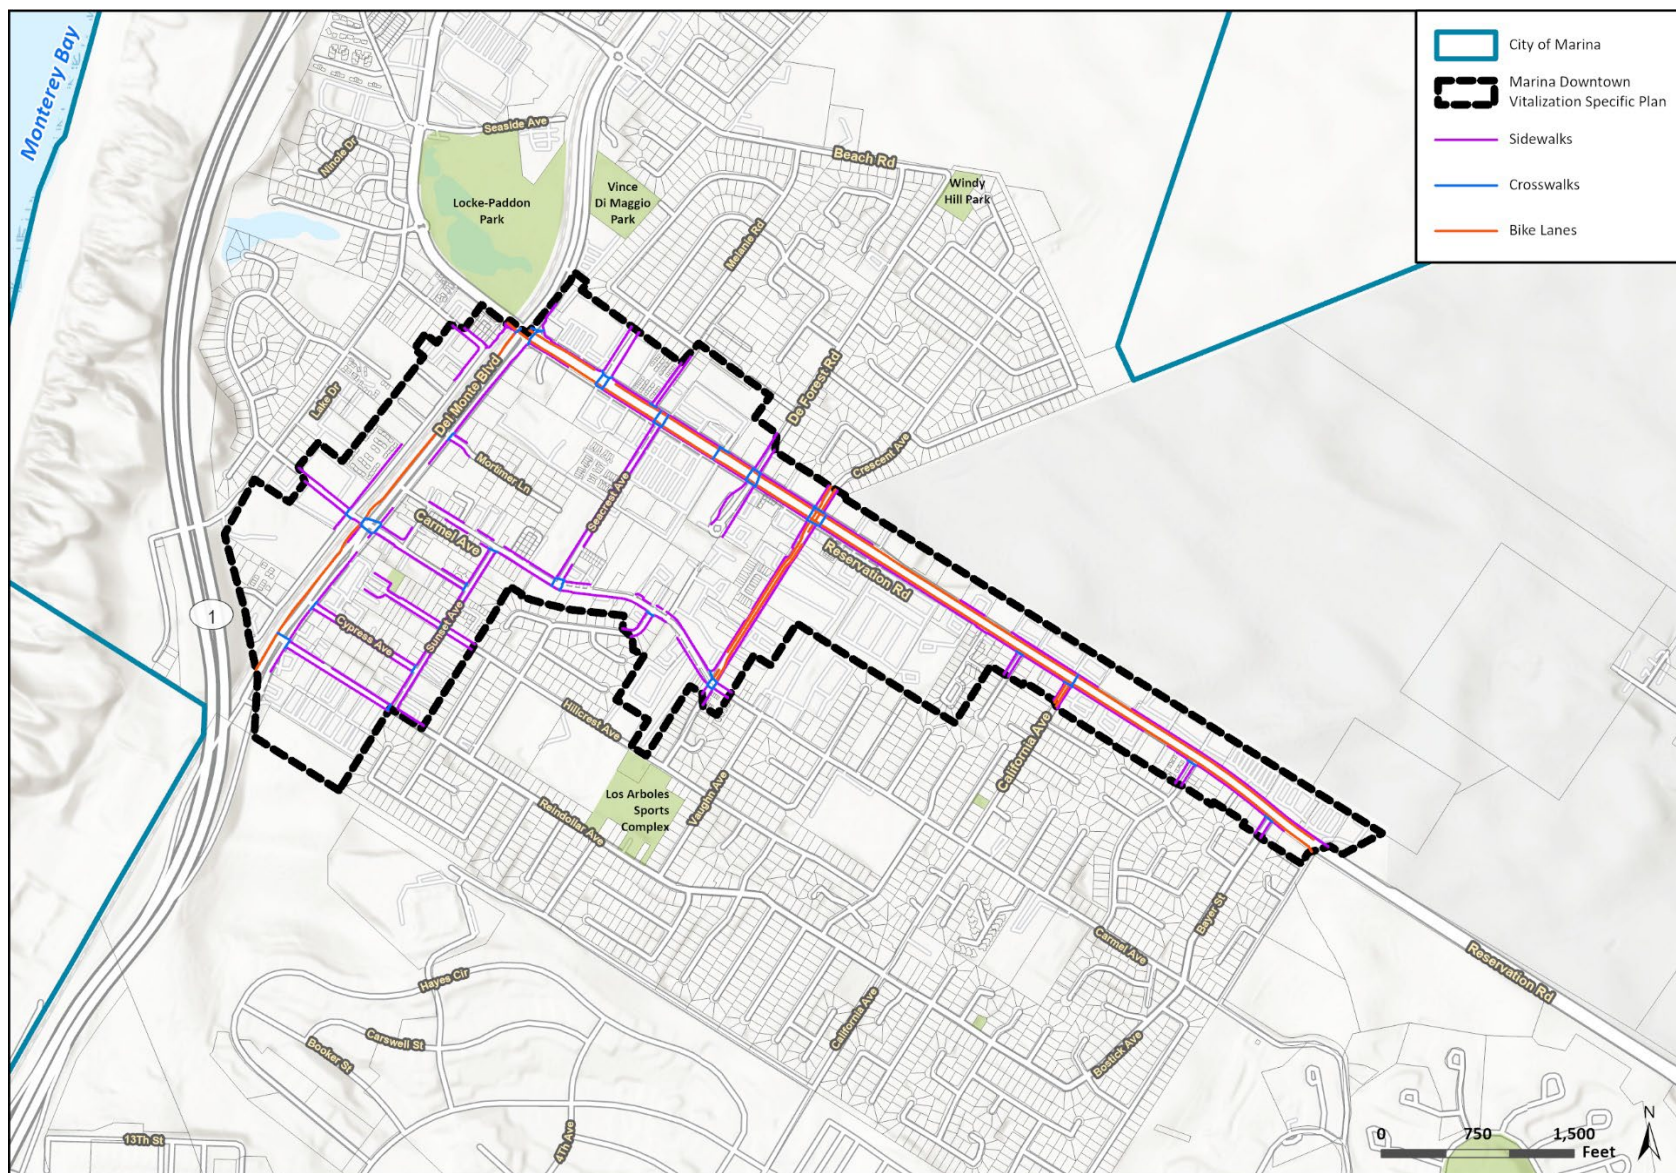 City of Marina
Marina Downtown
Vitalization Specific Plan
Sidewalks
Crosswalks
Bike Lanes
Monterey Bay
Seaside Ave
Ninole Dr
Beach Rd
Locke-Paddon
Park
Vince
Di Maggio
Park
Windy
Hill Park
Melanie Rd
De Forest Rd
Crescent Ave
Lake Dr
Del Monte Blvd
Mortimer Ln
Seacrest Ave
Carmel Ave
Reservation Rd
1
Cypress Ave
Sunset Ave
Hillcrest Ave
California Ave
Los Arboles
Sports
Complex
Vaughn Ave
Reindollar Ave
Bayer St
Carmel Ave
Reservation Rd
Hayes Cir
Carswell St
Booker St
California Ave
Bostick Ave
13Th St
4Th Ave
0 750 1,500
Feet
N